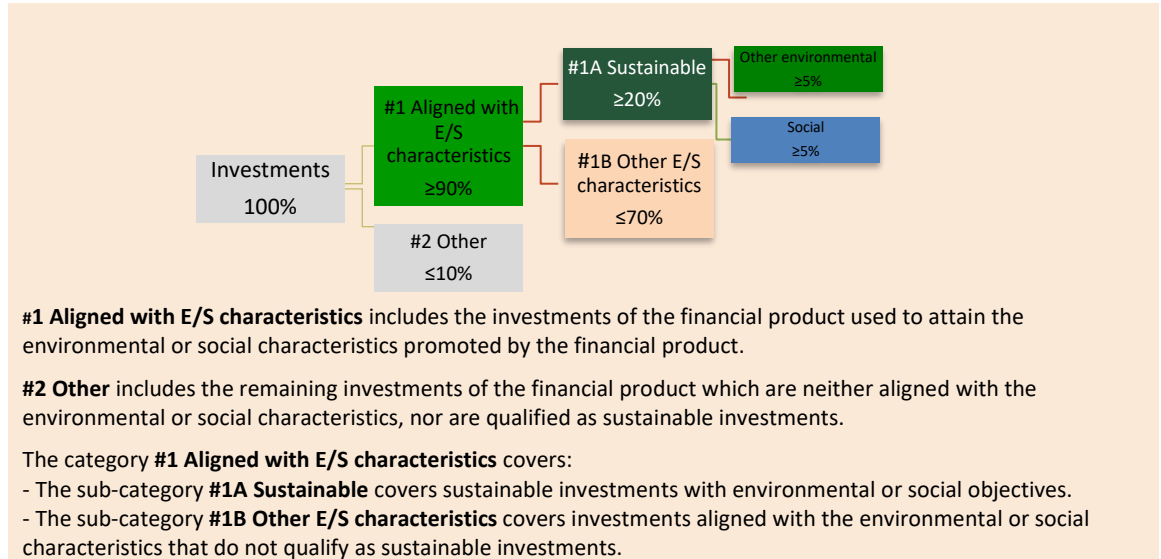 Investments
100%
#1 Aligned with
E/S
characteristics
≥90%
#2 Other
≤10%
#1A Sustainable
≥20%
#1B Other E/S
characteristics
≤70%
Other environmental
≥5%
Social
≥5%
#1 Aligned with E/S characteristics includes the investments of the financial product used to attain the
environmental or social characteristics promoted by the financial product.
#2 Other includes the remaining investments of the financial product which are neither aligned with the
environmental or social characteristics, nor are qualified as sustainable investments.
The category #1 Aligned with E/S characteristics covers:
- The sub-category #1A Sustainable covers sustainable investments with environmental or social objectives.
- The sub-category #1B Other E/S characteristics covers investments aligned with the environmental or social
characteristics that do not qualify as sustainable investments.